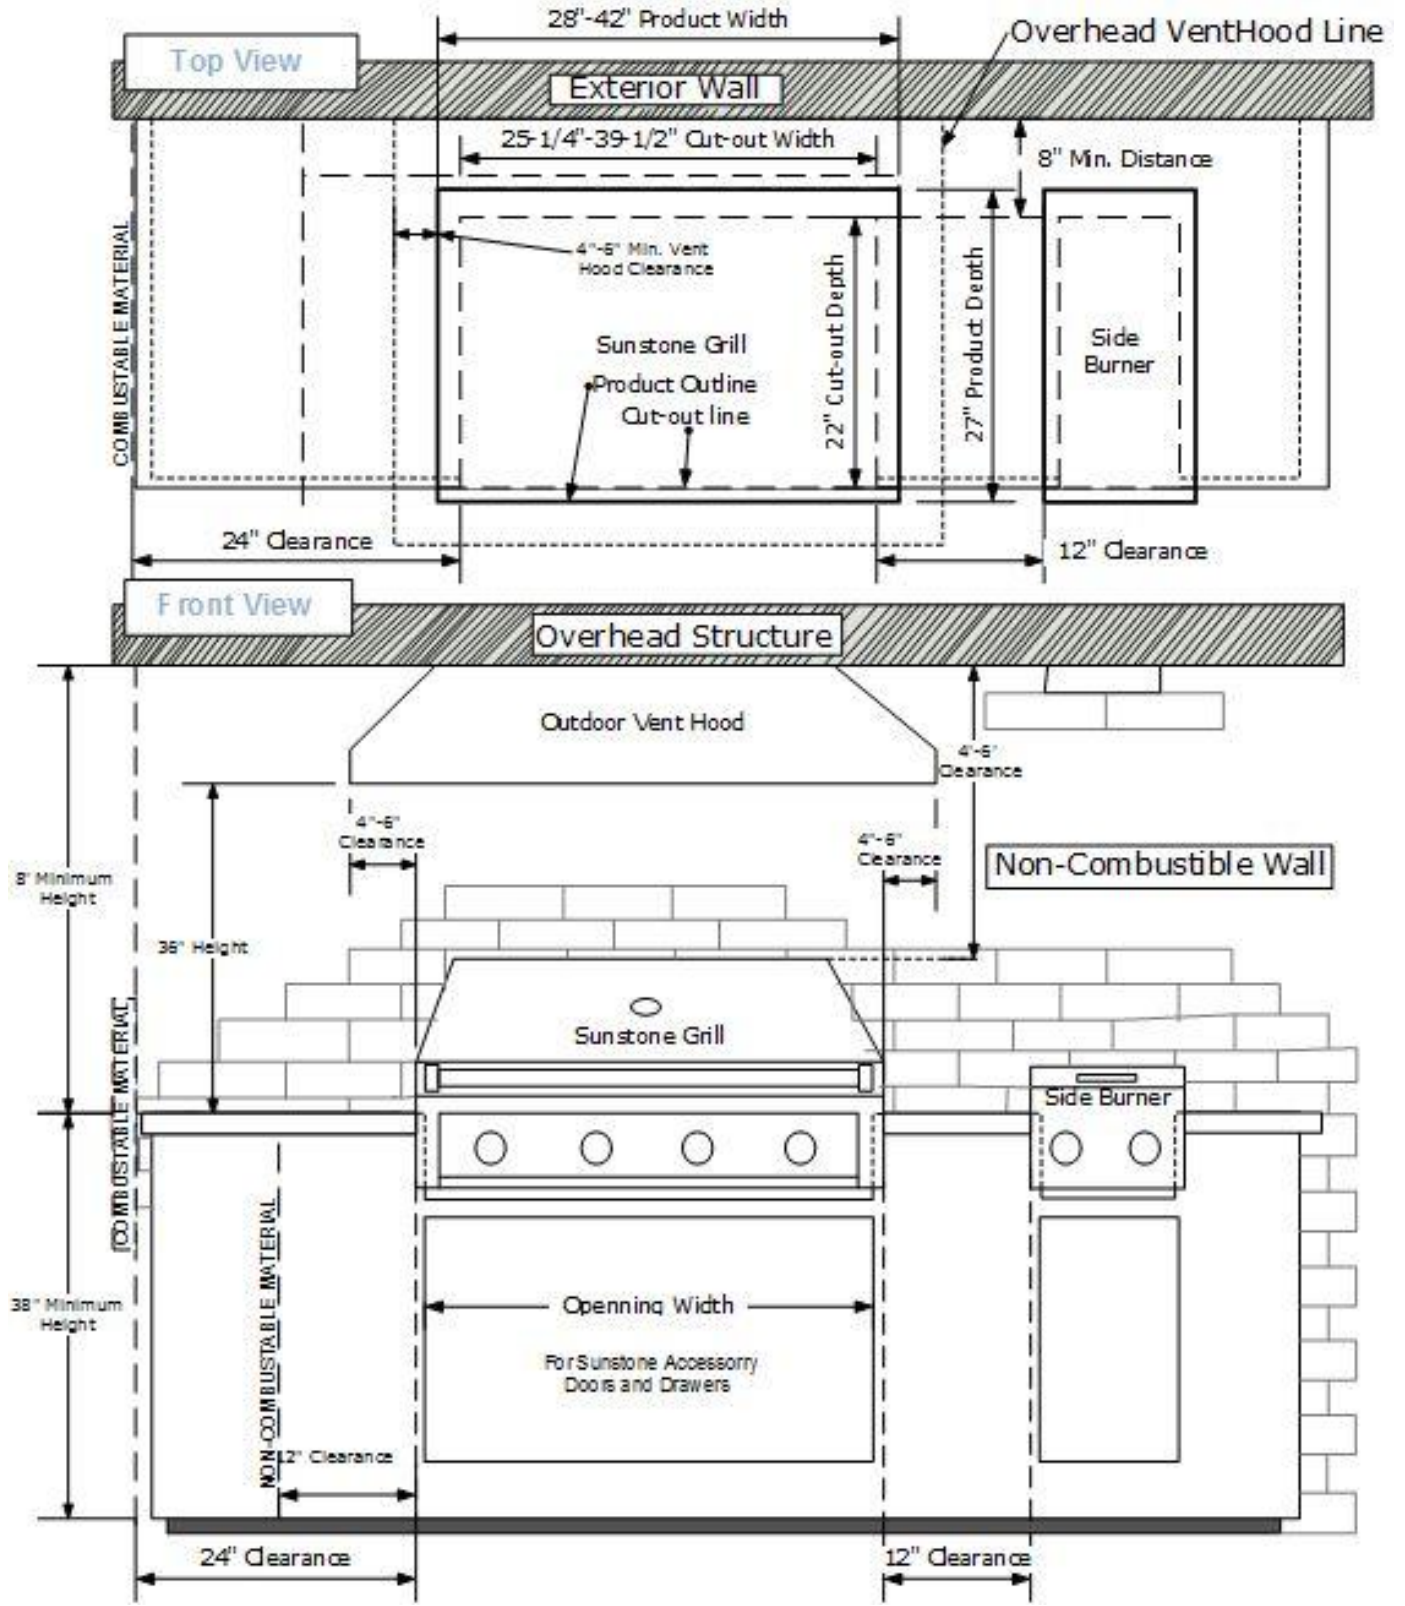 28"-42" Product Width
Overhead VentHood Line
Top View
Exterior Wall
25-1/4"-39-1/2" Cut-out Width
8" Min. Distance
4"-6" Min. Vent
Hood Clearance
COMBUSTABLE MATERIAL
22" Cut-out Depth
27" Product Depth
Sunstone Grill
Product Outline
Cut-out line
Side
Burner
24" Clearance
12" Clearance
Front View
Overhead Structure
Outdoor Vent Hood
4'-6'
Clearance
4"-6"
Clearance
4"-6"
Clearance
Non-Combustible Wall
8' Minimum
Height
36" Height
Sunstone Grill
COMBUSTABLE MATERIAL
Side Burner
NON-COMBUSTABLE MATERIAL
38" Minimum
Height
Openning Width
For Sunstone Accessorry
Doors and Drawers
12" Clearance
24" Clearance
12" Clearance